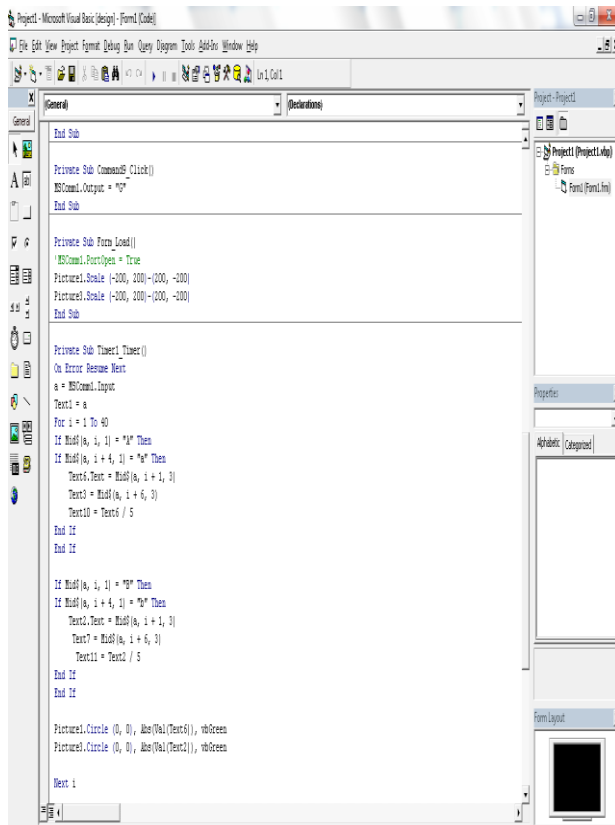 Project1 - Microsoft Visual Basic [design] - [Form1 (Code)]
File Edit View Project Format Debug Run Query Diagram Tools Add-Ins Window Help
Ln 1, Col 1
General
(General)
(Declarations)
End Sub
Private Sub Command9_Click()
MSComm1.Output = "G"
End Sub
Private Sub Form_Load()
'MSComm1.PortOpen = True
Picture1.Scale (-200, 200)-(200, -200)
Picture3.Scale (-200, 200)-(200, -200)
End Sub
Private Sub Timer1_Timer()
On Error Resume Next
a = MSComm1.Input
Text1 = a
For i = 1 To 40
If Mid$(a, i, 1) = "A" Then
If Mid$(a, i + 4, 1) = "a" Then
Text6.Text = Mid$(a, i + 1, 3)
Text3 = Mid$(a, i + 6, 3)
Text10 = Text6 / 5
End If
End If
If Mid$(a, i, 1) = "B" Then
If Mid$(a, i + 4, 1) = "b" Then
Text2.Text = Mid$(a, i + 1, 3)
Text7 = Mid$(a, i + 6, 3)
Text11 = Text2 / 5
End If
End If
Picture1.Circle (0, 0), Abs(Val(Text6)), vbGreen
Picture3.Circle (0, 0), Abs(Val(Text2)), vbGreen
Next i
Project - Project1
Project1 (Project1.vbp)
Forms
Form1 (Form1.frm)
Properties
Alphabetic Categorized
Form Layout